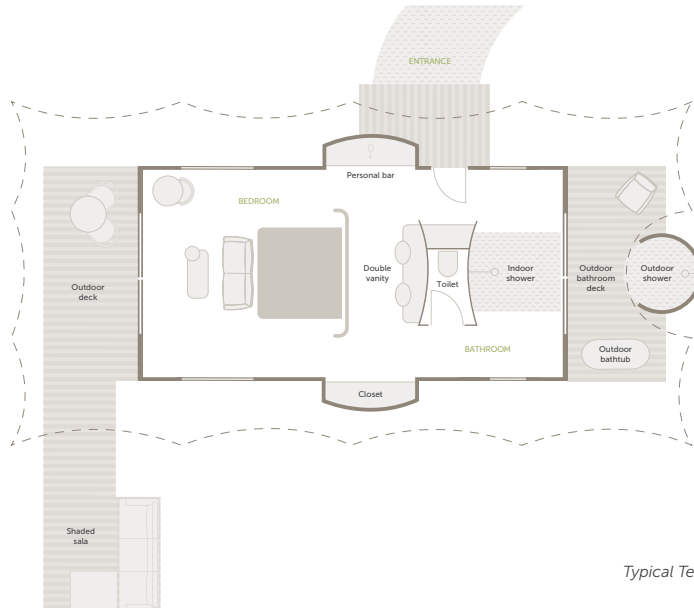 ENTRANCE
Personal bar
BEDROOM
Outdoor
deck
Double
vanity
Toilet
Indoor
shower
Outdoor
bathroom
deck
Outdoor
shower
BATHROOM
Outdoor
bathtub
Closet
Shaded
sala
Typical Te